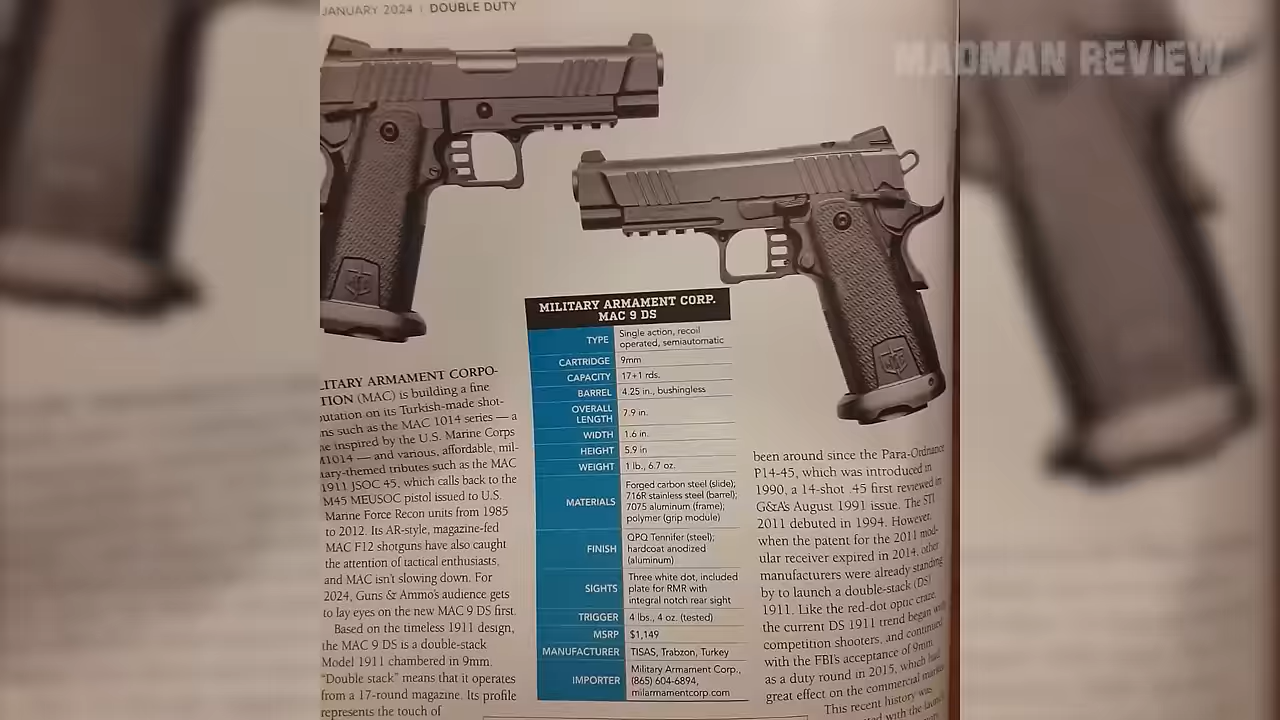 JANUARY 2024 | DOUBLE DUTY
MADMAN REVIEW
MILITARY ARMAMENT CORP.
MAC 9 DS
TYPE Single action, recoil
operated, semiautomatic
CARTRIDGE 9mm
CAPACITY 17+1 rds.
BARREL 4.25 in., bushingless
OVERALL
LENGTH 7.9 in.
WIDTH 1.6 in.
HEIGHT 5.9 in
WEIGHT 1 lb., 6.7 oz.
MATERIALS Forged carbon steel (slide);
716R stainless steel (barrel);
7075 aluminum (frame);
polymer (grip module)
FINISH QPQ Tennifer (steel);
hardcoat anodized
(aluminum)
SIGHTS Three white dot, included
plate for RMR with
integral notch rear sight
TRIGGER 4 lbs., 4 oz. (tested)
MSRP $1,149
MANUFACTURER TISAS, Trabzon, Turkey
IMPORTER Military Armament Corp.,
(865) 604-6894,
milarmamentcorp.com
ITARY ARMAMENT CORPO-
TION (MAC) is building a fine
utation on its Turkish-made shot-
ns such as the MAC 1014 series — a
ne inspired by the U.S. Marine Corps
M1014 — and various, affordable, mil-
ary-themed tributes such as the MAC
1911 JSOC 45, which calls back to the
M45 MEUSOC pistol issued to U.S.
Marine Force Recon units from 1985
to 2012. Its AR-style, magazine-fed
MAC F12 shotguns have also caught
the attention of tactical enthusiasts,
and MAC isn't slowing down. For
2024, Guns & Ammo's audience gets
to lay eyes on the new MAC 9 DS first.
Based on the timeless 1911 design,
the MAC 9 DS is a double-stack
Model 1911 chambered in 9mm.
"Double stack" means that it operates
from a 17-round magazine. Its profile
represents the touch of
been around since the Para-Ordnance
P14-45, which was introduced in
1990, a 14-shot .45 first reviewed in
G&A's August 1991 issue. The STI
2011 debuted in 1994. However,
when the patent for the 2011 mod-
ular receiver expired in 2014, other
manufacturers were already standing
by to launch a double-stack (DS)
1911. Like the red-dot optic craze,
the current DS 1911 trend began with
competition shooters, and continued
with the FBI's acceptance of 9mm
as a duty round in 2015, which had
great effect on the commercial market.
This recent history was
with the launch